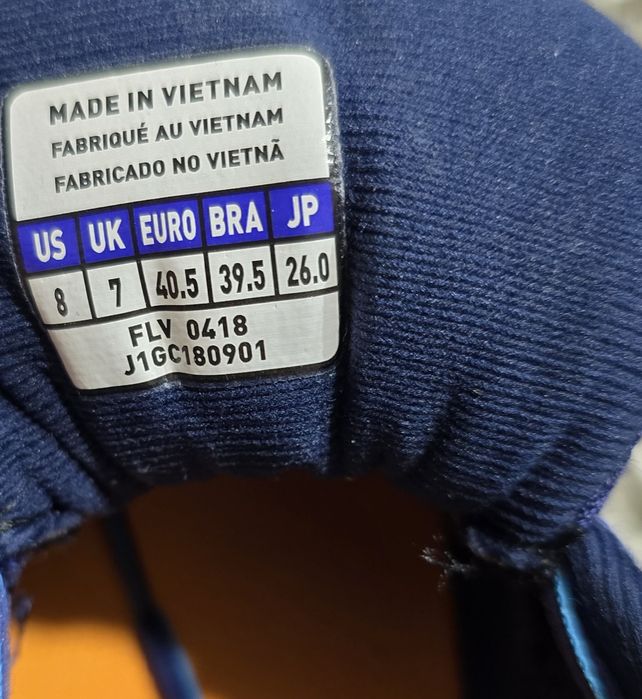 MADE IN VIETNAM
FABRIQUÉ AU VIETNAM
FABRICADO NO VIETNÃ
US UK EURO BRA JP
8 7 40.5 39.5 26.0
FLV 0418
J1GC180901